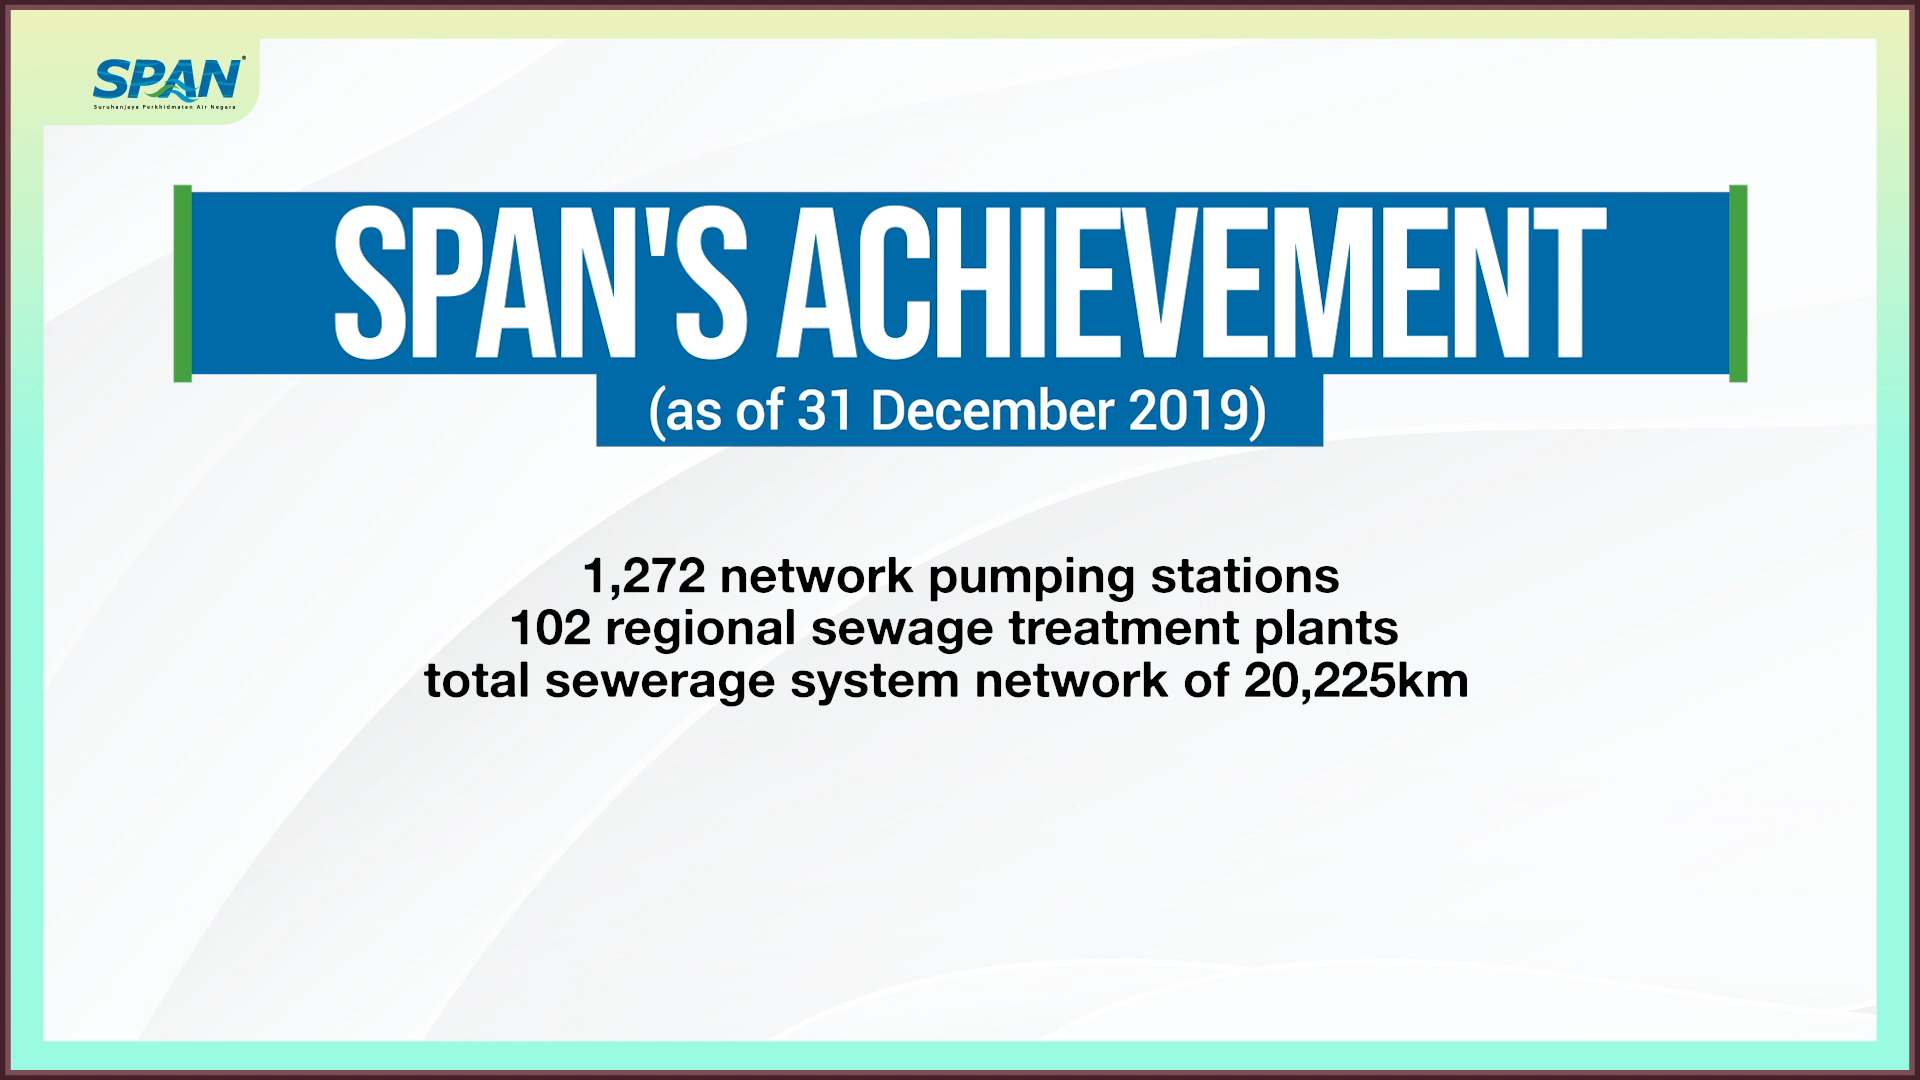 SPAN®
Suruhanjaya Perkhidmatan Air Negara
SPAN'S ACHIEVEMENT
(as of 31 December 2019)
1,272 network pumping stations
102 regional sewage treatment plants
total sewerage system network of 20,225km